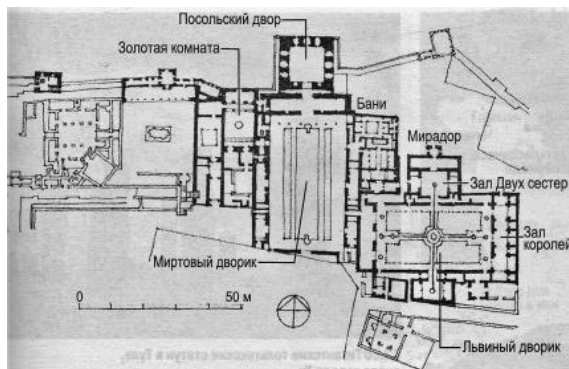 Посольский двор
Золотая комната
Бани
Мирадор
Зал Двух сестер
Зал
королей
Миртовый дворик
0 50 м
Львиный дворик